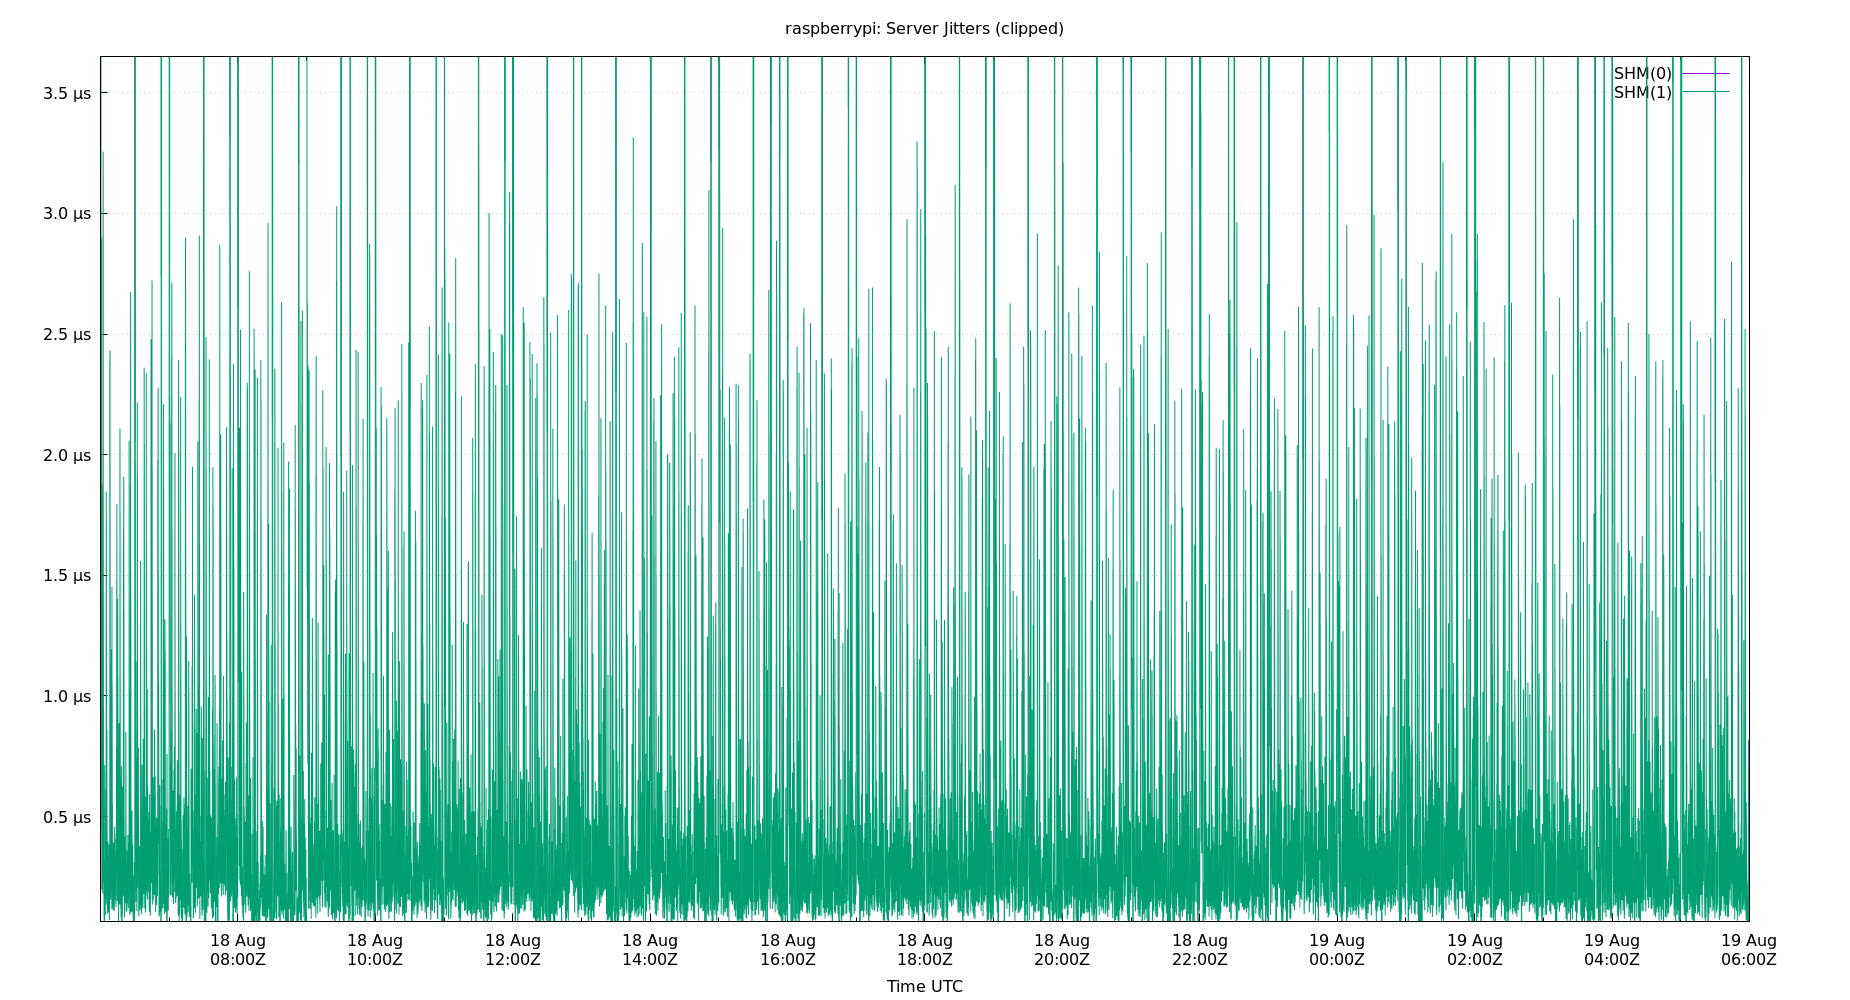 raspberrypi: Server Jitters (clipped)
SHM(0)
SHM(1)
3.5 µs
3.0 µs
2.5 µs
2.0 µs
1.5 µs
1.0 µs
0.5 µs
18 Aug 18 Aug 18 Aug 18 Aug 18 Aug 18 Aug 18 Aug 18 Aug 19 Aug 19 Aug 19 Aug 19 Aug
08:00Z 10:00Z 12:00Z 14:00Z 16:00Z 18:00Z 20:00Z 22:00Z 00:00Z 02:00Z 04:00Z 06:00Z
Time UTC